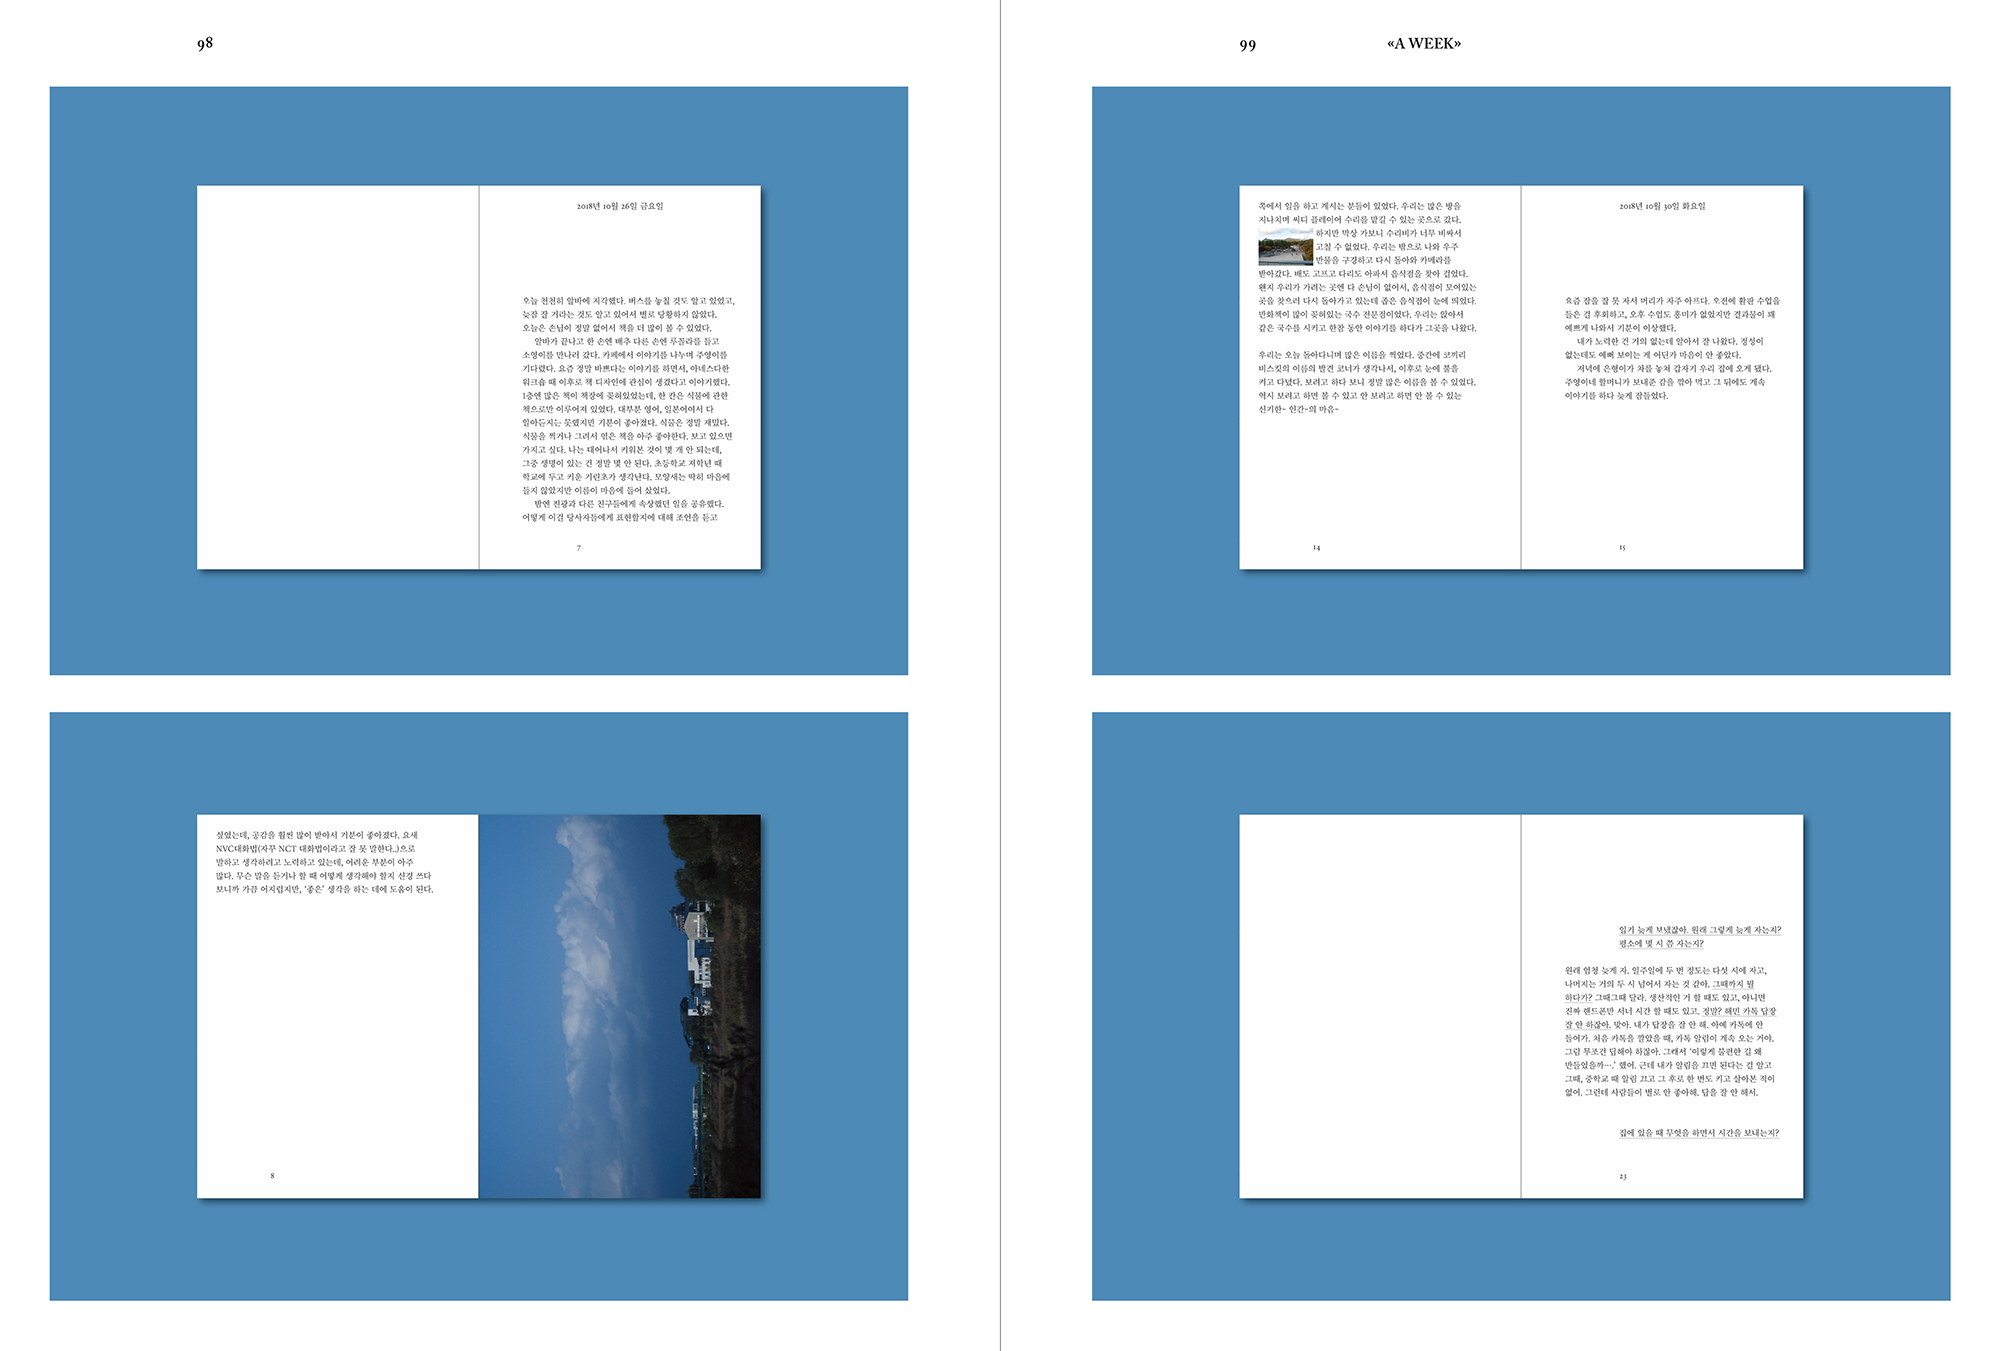 98
2018년 10월 26일 금요일
오늘 천천히 알바에 지각했다. 버스를 놓칠 것도 알고 있었고,
늦잠 잘 거라는 것도 알고 있어서 별로 당황하지 않았다.
오늘은 손님이 정말 없어서 책을 더 많이 볼 수 있었다.
알바가 끝나고 한 손엔 배추 다른 손엔 루꼴라를 들고
소영이를 만나러 갔다. 카페에서 이야기를 나누며 주영이를
기다렸다. 요즘 정말 바쁘다는 이야기를 하면서, 아네스다한
워크숍 때 이후로 책 디자인에 관심이 생겼다고 이야기했다.
1층엔 많은 책이 책장에 꽂혀있었는데, 한 칸은 식물에 관한
책으로만 이루어져 있었다. 대부분 영어, 일본어여서 다
알아듣지는 못했지만 기분이 좋아졌다. 식물은 정말 재밌다.
식물을 찍거나 그려서 엮은 책을 아주 좋아한다. 보고 있으면
가지고 싶다. 나는 태어나서 키워본 것이 몇 개 안 되는데,
그중 생명이 있는 건 정말 몇 안 된다. 초등학교 저학년 때
학교에 두고 키운 기린초가 생각난다. 모양새는 딱히 마음에
들지 않았지만 이름이 마음에 들어 샀었다.
밤엔 전광과 다른 친구들에게 속상했던 일을 공유했다.
어떻게 이걸 당사자들에게 표현할지에 대해 조언을 듣고
7
싶었는데, 공감을 훨씬 많이 받아서 기분이 좋아졌다. 요새
NVC대화법(자꾸 NCT 대화법이라고 잘 못 말한다..)으로
말하고 생각하려고 노력하고 있는데, 어려운 부분이 아주
많다. 무슨 말을 듣거나 할 때 어떻게 생각해야 할지 신경 쓰다
보니까 가끔 어지럽지만, ‘좋은’ 생각을 하는 데에 도움이 된다.
8
99
«A WEEK»
쪽에서 일을 하고 계시는 분들이 있었다. 우리는 많은 방을
지나치며 씨디 플레이어 수리를 맡길 수 있는 곳으로 갔다.
하지만 막상 가보니 수리비가 너무 비싸서
고칠 수 없었다. 우리는 밖으로 나와 우주
만물을 구경하고 다시 돌아와 카메라를
받아갔다. 배도 고프고 다리도 아파서 음식점을 찾아 걸었다.
왠지 우리가 가려는 곳엔 다 손님이 없어서, 음식점이 모여있는
곳을 찾으러 다시 돌아가고 있는데 좁은 음식점이 눈에 띄었다.
만화책이 많이 꽂혀있는 국수 전문점이었다. 우리는 앉아서
같은 국수를 시키고 한참 동안 이야기를 하다가 그곳을 나왔다.
우리는 오늘 돌아다니며 많은 이름을 찍었다. 중간에 코끼리
비스킷의 이름의 발견 코너가 생각나서, 이후로 눈에 불을
켜고 다녔다. 보려고 하다 보니 정말 많은 이름을 볼 수 있었다.
역시 보려고 하면 볼 수 있고 안 보려고 하면 안 볼 수 있는
신기한~ 인간~의 마음~
14
2018년 10월 30일 화요일
요즘 잠을 잘 못 자서 머리가 자주 아프다. 오전에 활판 수업을
들은 걸 후회하고, 오후 수업도 흥미가 없었지만 결과물이 꽤
예쁘게 나와서 기분이 이상했다.
내가 노력한 건 거의 없는데 알아서 잘 나왔다. 정성이
없는데도 예뻐 보이는 게 어딘가 마음이 안 좋았다.
저녁에 은형이가 차를 놓쳐 갑자기 우리 집에 오게 됐다.
주영이네 할머니가 보내준 감을 깎아 먹고 그 뒤에도 계속
이야기를 하다 늦게 잠들었다.
15
일기 늦게 보냈잖아. 원래 그렇게 늦게 자는지?
평소에 몇 시 쯤 자는지?
원래 엄청 늦게 자. 일주일에 두 번 정도는 다섯 시에 자고,
나머지는 거의 두 시 넘어서 자는 것 같아. 그때까지 뭘
하다가? 그때그때 달라. 생산적인 거 할 때도 있고, 아니면
진짜 핸드폰만 서너 시간 할 때도 있고. 정말? 해민 카톡 답장
잘 안 하잖아. 맞아. 내가 답장을 잘 안 해. 아예 카톡에 안
들어가. 처음 카톡을 깔았을 때, 카톡 알림이 계속 오는 거야.
그럼 무조건 답해야 하잖아. 그래서 ‘이렇게 불편한 걸 왜
만들었을까….’ 했어. 근데 내가 알림을 끄면 된다는 걸 알고
그때, 중학교 때 알림 끄고 그 후로 한 번도 키고 살아본 적이
없어. 그런데 사람들이 별로 안 좋아해. 답을 잘 안 해서.
집에 있을 때 무엇을 하면서 시간을 보내는지?
23